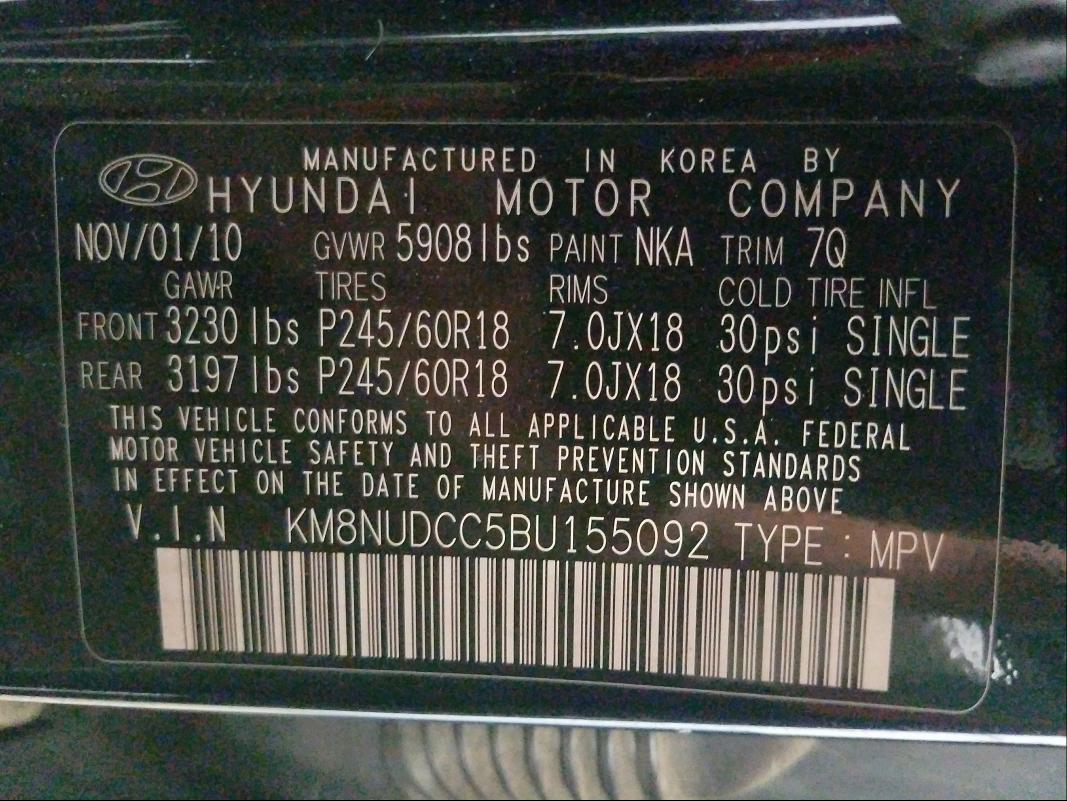 MANUFACTURED IN KOREA BY
HYUNDAI MOTOR COMPANY
NOV/01/10 GVWR 5908lbs PAINT NKA TRIM 7Q
GAWR TIRES RIMS COLD TIRE INFL
FRONT 3230 lbs P245/60R18 7.0JX18 30psi SINGLE
REAR 3197 lbs P245/60R18 7.0JX18 30psi SINGLE
THIS VEHICLE CONFORMS TO ALL APPLICABLE U.S.A. FEDERAL
MOTOR VEHICLE SAFETY AND THEFT PREVENTION STANDARDS
IN EFFECT ON THE DATE OF MANUFACTURE SHOWN ABOVE
V.I.N KM8NUDCC5BU155092 TYPE : MPV